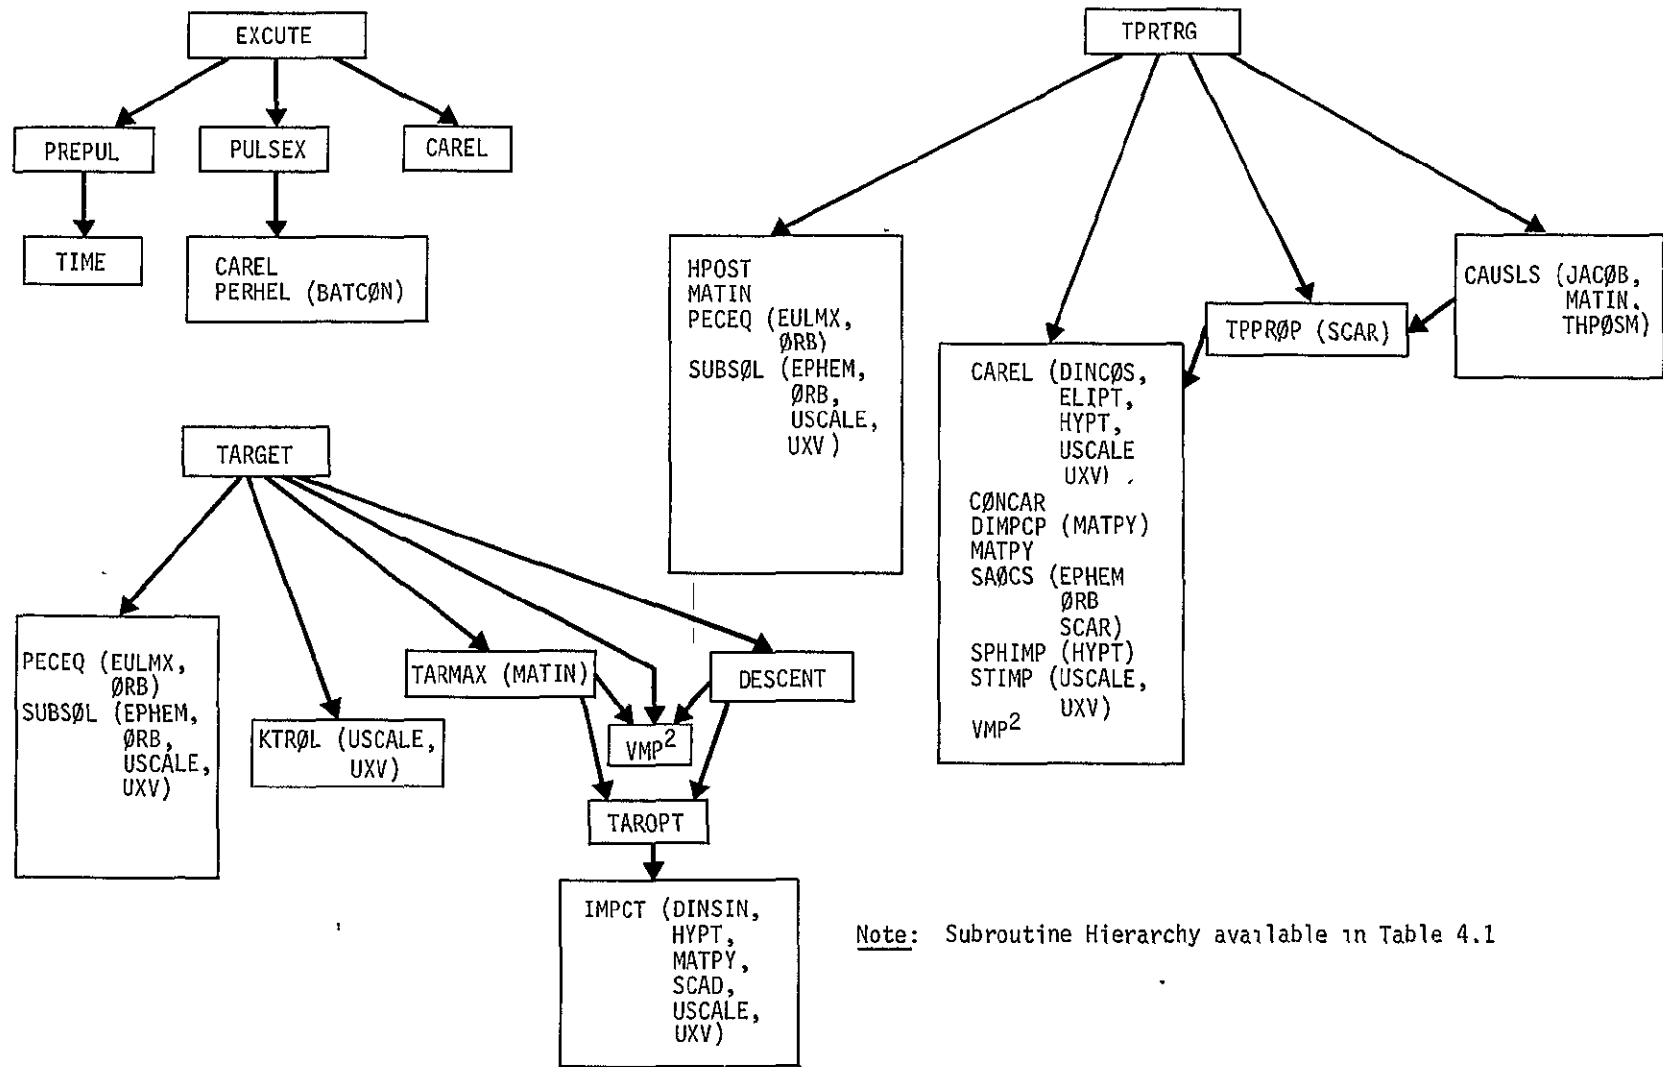 EXCUTE
PREPUL
PULSEX
CAREL
TIME
CAREL
PERHEL (BATCØN)
TPRTRG
HPOST
MATIN
PECEQ (EULMX,
ØRB)
SUBSØL (EPHEM,
ØRB,
USCALE,
UXV)
CAREL (DINCØS,
ELIPT,
HYPT,
USCALE
UXV)
CØNCAR
DIMPCP (MATPY)
MATPY
SAØCS (EPHEM
ØRB
SCAR)
SPHIMP (HYPT)
STIMP (USCALE,
UXV)
VMP2
TPPRØP (SCAR)
CAUSLS (JACØB,
MATIN.
THPØSM)
TARGET
PECEQ (EULMX,
ØRB)
SUBSØL (EPHEM,
ØRB,
USCALE,
UXV)
KTRØL (USCALE,
UXV)
TARMAX (MATIN)
VMP2
DESCENT
TAROPT
IMPCT (DINSIN,
HYPT,
MATPY,
SCAD,
USCALE,
UXV)
Note: Subroutine Hierarchy available in Table 4.1